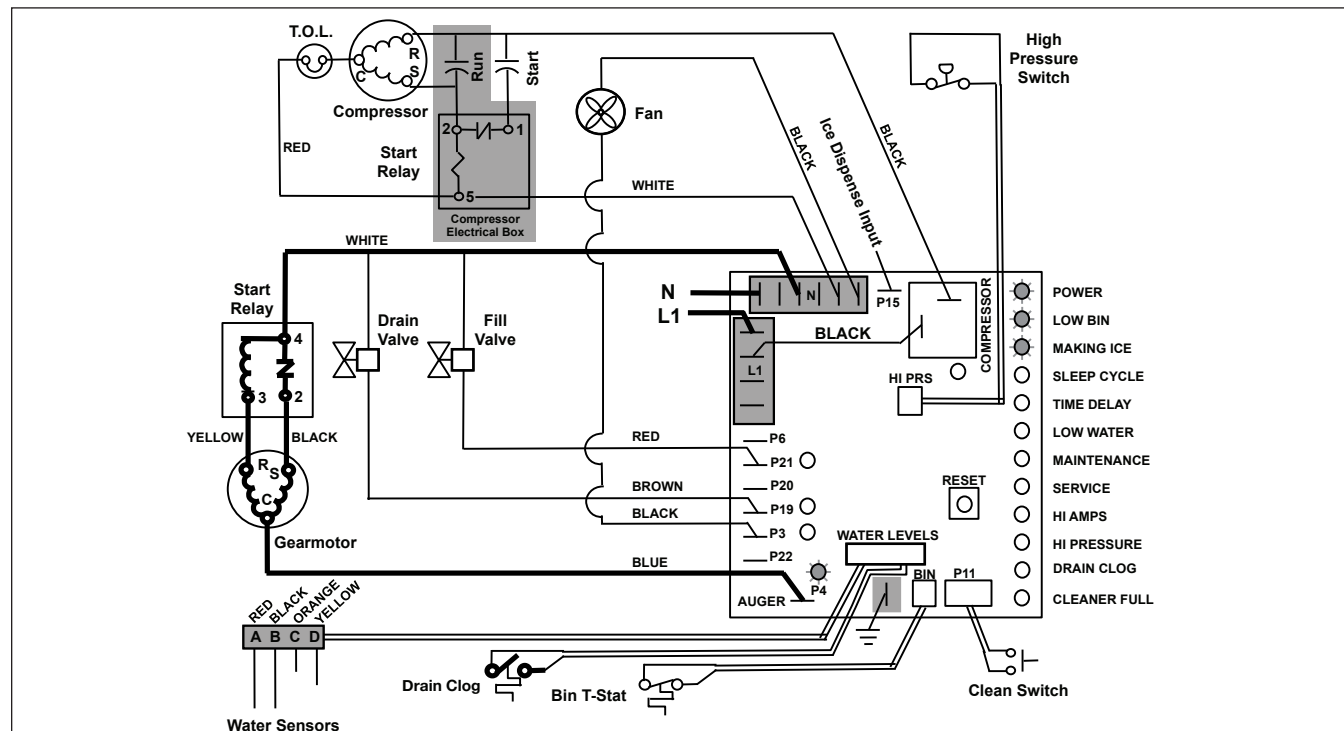 T.O.L.
R
S
C
Compressor
Run
Start
2
1
5
Start
Relay
Compressor
Electrical Box
RED
WHITE
Fan
BLACK
Ice Dispense Input
BLACK
High
Pressure
Switch
WHITE
Start
Relay
4
3
2
YELLOW
BLACK
R
S
C
Gearmotor
Drain
Valve
Fill
Valve
N
L1
N
P15
BLACK
L1
COMPRESSOR
HI PRS
RED
BROWN
BLACK
BLUE
P6
P21
P20
P19
P3
P22
P4
AUGER
RESET
WATER LEVELS
BIN
P11
POWER
LOW BIN
MAKING ICE
SLEEP CYCLE
TIME DELAY
LOW WATER
MAINTENANCE
SERVICE
HI AMPS
HI PRESSURE
DRAIN CLOG
CLEANER FULL
RED
BLACK
ORANGE
YELLOW
A B C D
Water Sensors
Drain Clog
Bin T-Stat
Clean Switch